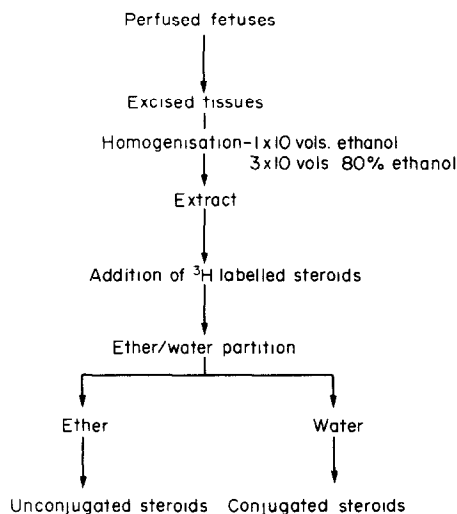 Perfused fetuses
Excised tissues
Homogenisation-1x10 vols. ethanol
3x10 vols 80% ethanol
Extract
Addition of ³H labelled steroids
Ether/water partition
Ether Water
Unconjugated steroids Conjugated steroids